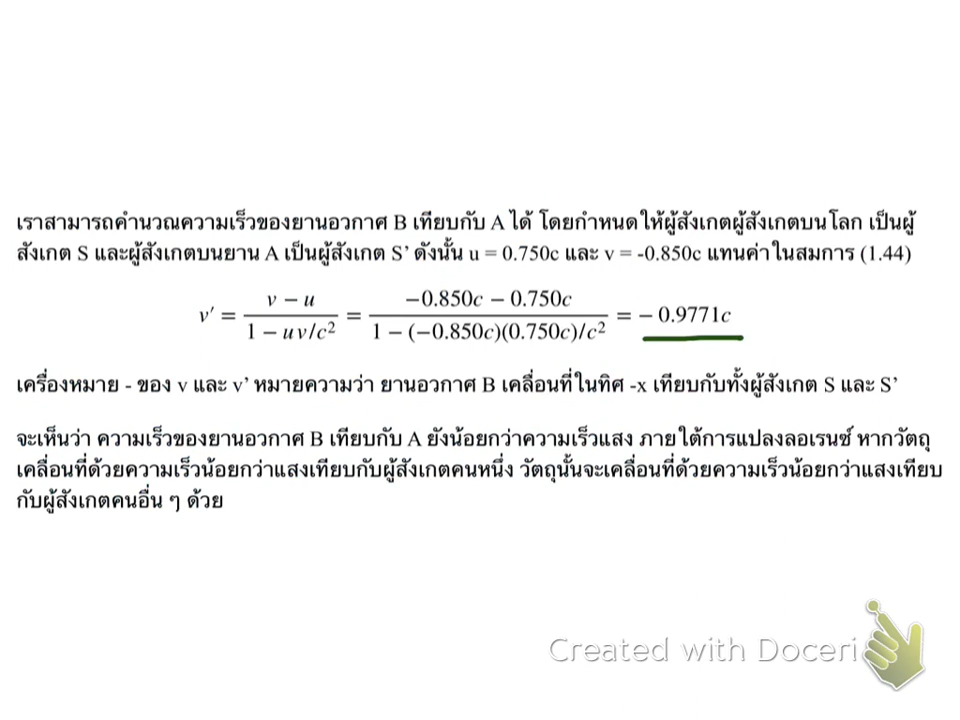 เราสามารถคำนวณความเร็วของยานอวกาศ B เทียบกับ A ได้ โดยกำหนดให้ผู้สังเกตผู้สังเกตบนโลก เป็นผู้
สังเกต S และผู้สังเกตบนยาน A เป็นผู้สังเกต S' ดังนั้น u = 0.750c และ v = -0.850c แทนค่าในสมการ (1.44)
v′ = (v − u)/(1 − uv/c²) = (−0.850c − 0.750c)/(1 − (−0.850c)(0.750c)/c²) = − 0.9771c
เครื่องหมาย - ของ v และ v' หมายความว่า ยานอวกาศ B เคลื่อนที่ในทิศ -x เทียบกับทั้งผู้สังเกต S และ S'
จะเห็นว่า ความเร็วของยานอวกาศ B เทียบกับ A ยังน้อยกว่าความเร็วแสง ภายใต้การแปลงลอเรนซ์ หากวัตถุ
เคลื่อนที่ด้วยความเร็วน้อยกว่าแสงเทียบกับผู้สังเกตคนหนึ่ง วัตถุนั้นจะเคลื่อนที่ด้วยความเร็วน้อยกว่าแสงเทียบ
กับผู้สังเกตคนอื่น ๆ ด้วย
Created with Doceri